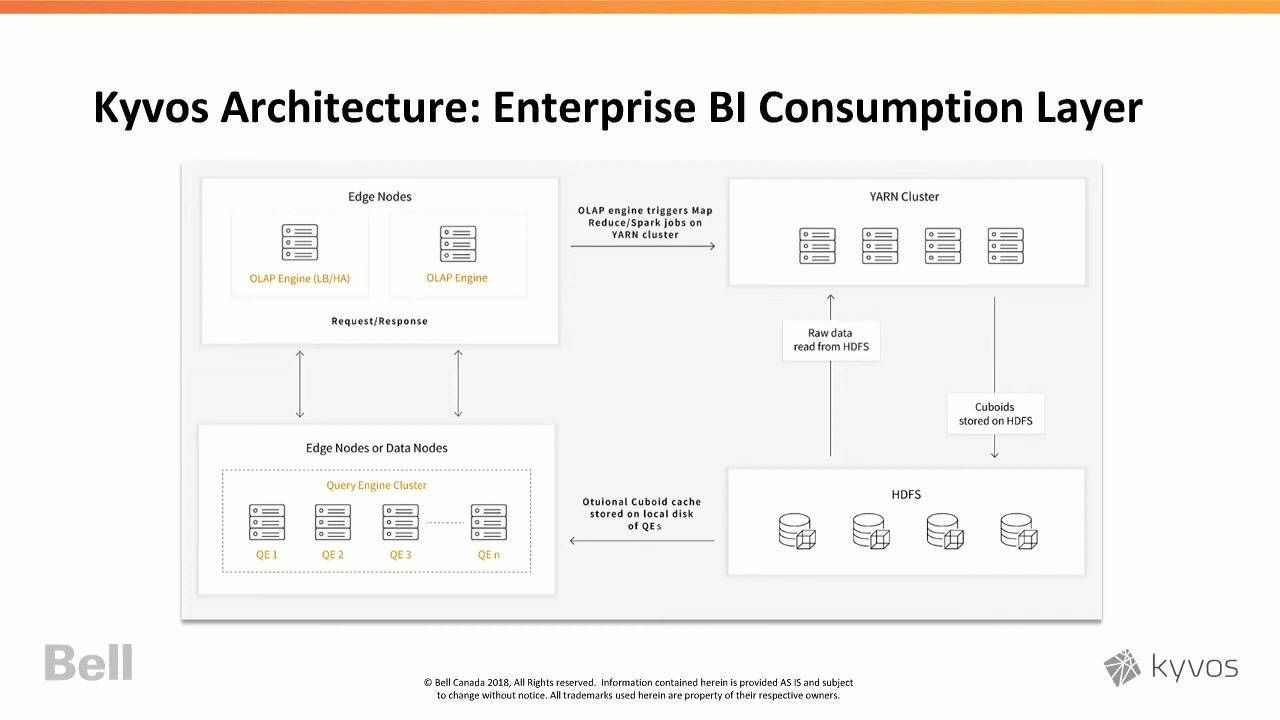 Kyvos Architecture: Enterprise BI Consumption Layer
Edge Nodes
OLAP Engine (LB/HA)
OLAP Engine
Request/Response
OLAP engine triggers Map
Reduce/Spark jobs on
YARN cluster
YARN Cluster
Raw data
read from HDFS
Cuboids
stored on HDFS
Edge Nodes or Data Nodes
Query Engine Cluster
QE 1
QE 2
QE 3
QE n
Otuional Cuboid cache
stored on local disk
of QEs
HDFS
Bell
© Bell Canada 2018, All Rights reserved. Information contained herein is provided AS IS and subject
to change without notice. All trademarks used herein are property of their respective owners.
kyvos